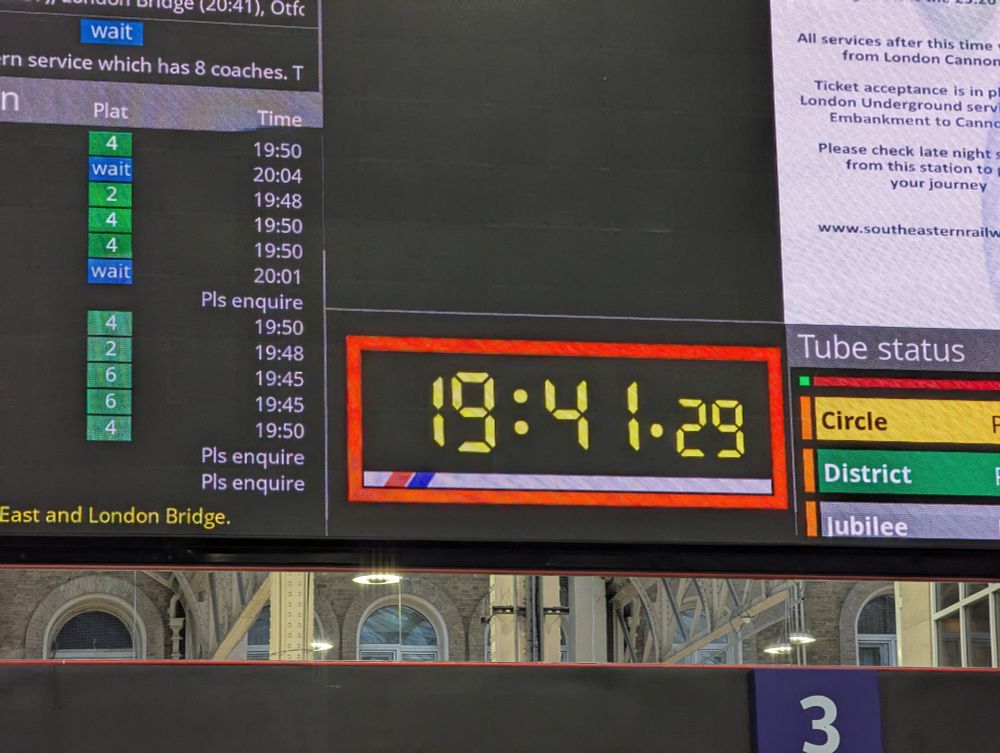 London Bridge (20:41), Otfc
wait
rn service which has 8 coaches. T
n Plat Time
4 19:50
wait 20:04
2 19:48
4 19:50
4 19:50
wait 20:01
Pls enquire
4 19:50
2 19:48
6 19:45
6 19:45
4 19:50
Pls enquire
Pls enquire
East and London Bridge.
19:41.29
All services after this time
from London Cannon
Ticket acceptance is in pl
London Underground servi
Embankment to Canno
Please check late night s
from this station to
your journey
www.southeasternrailw
Tube status
Circle P
District P
Jubilee
3